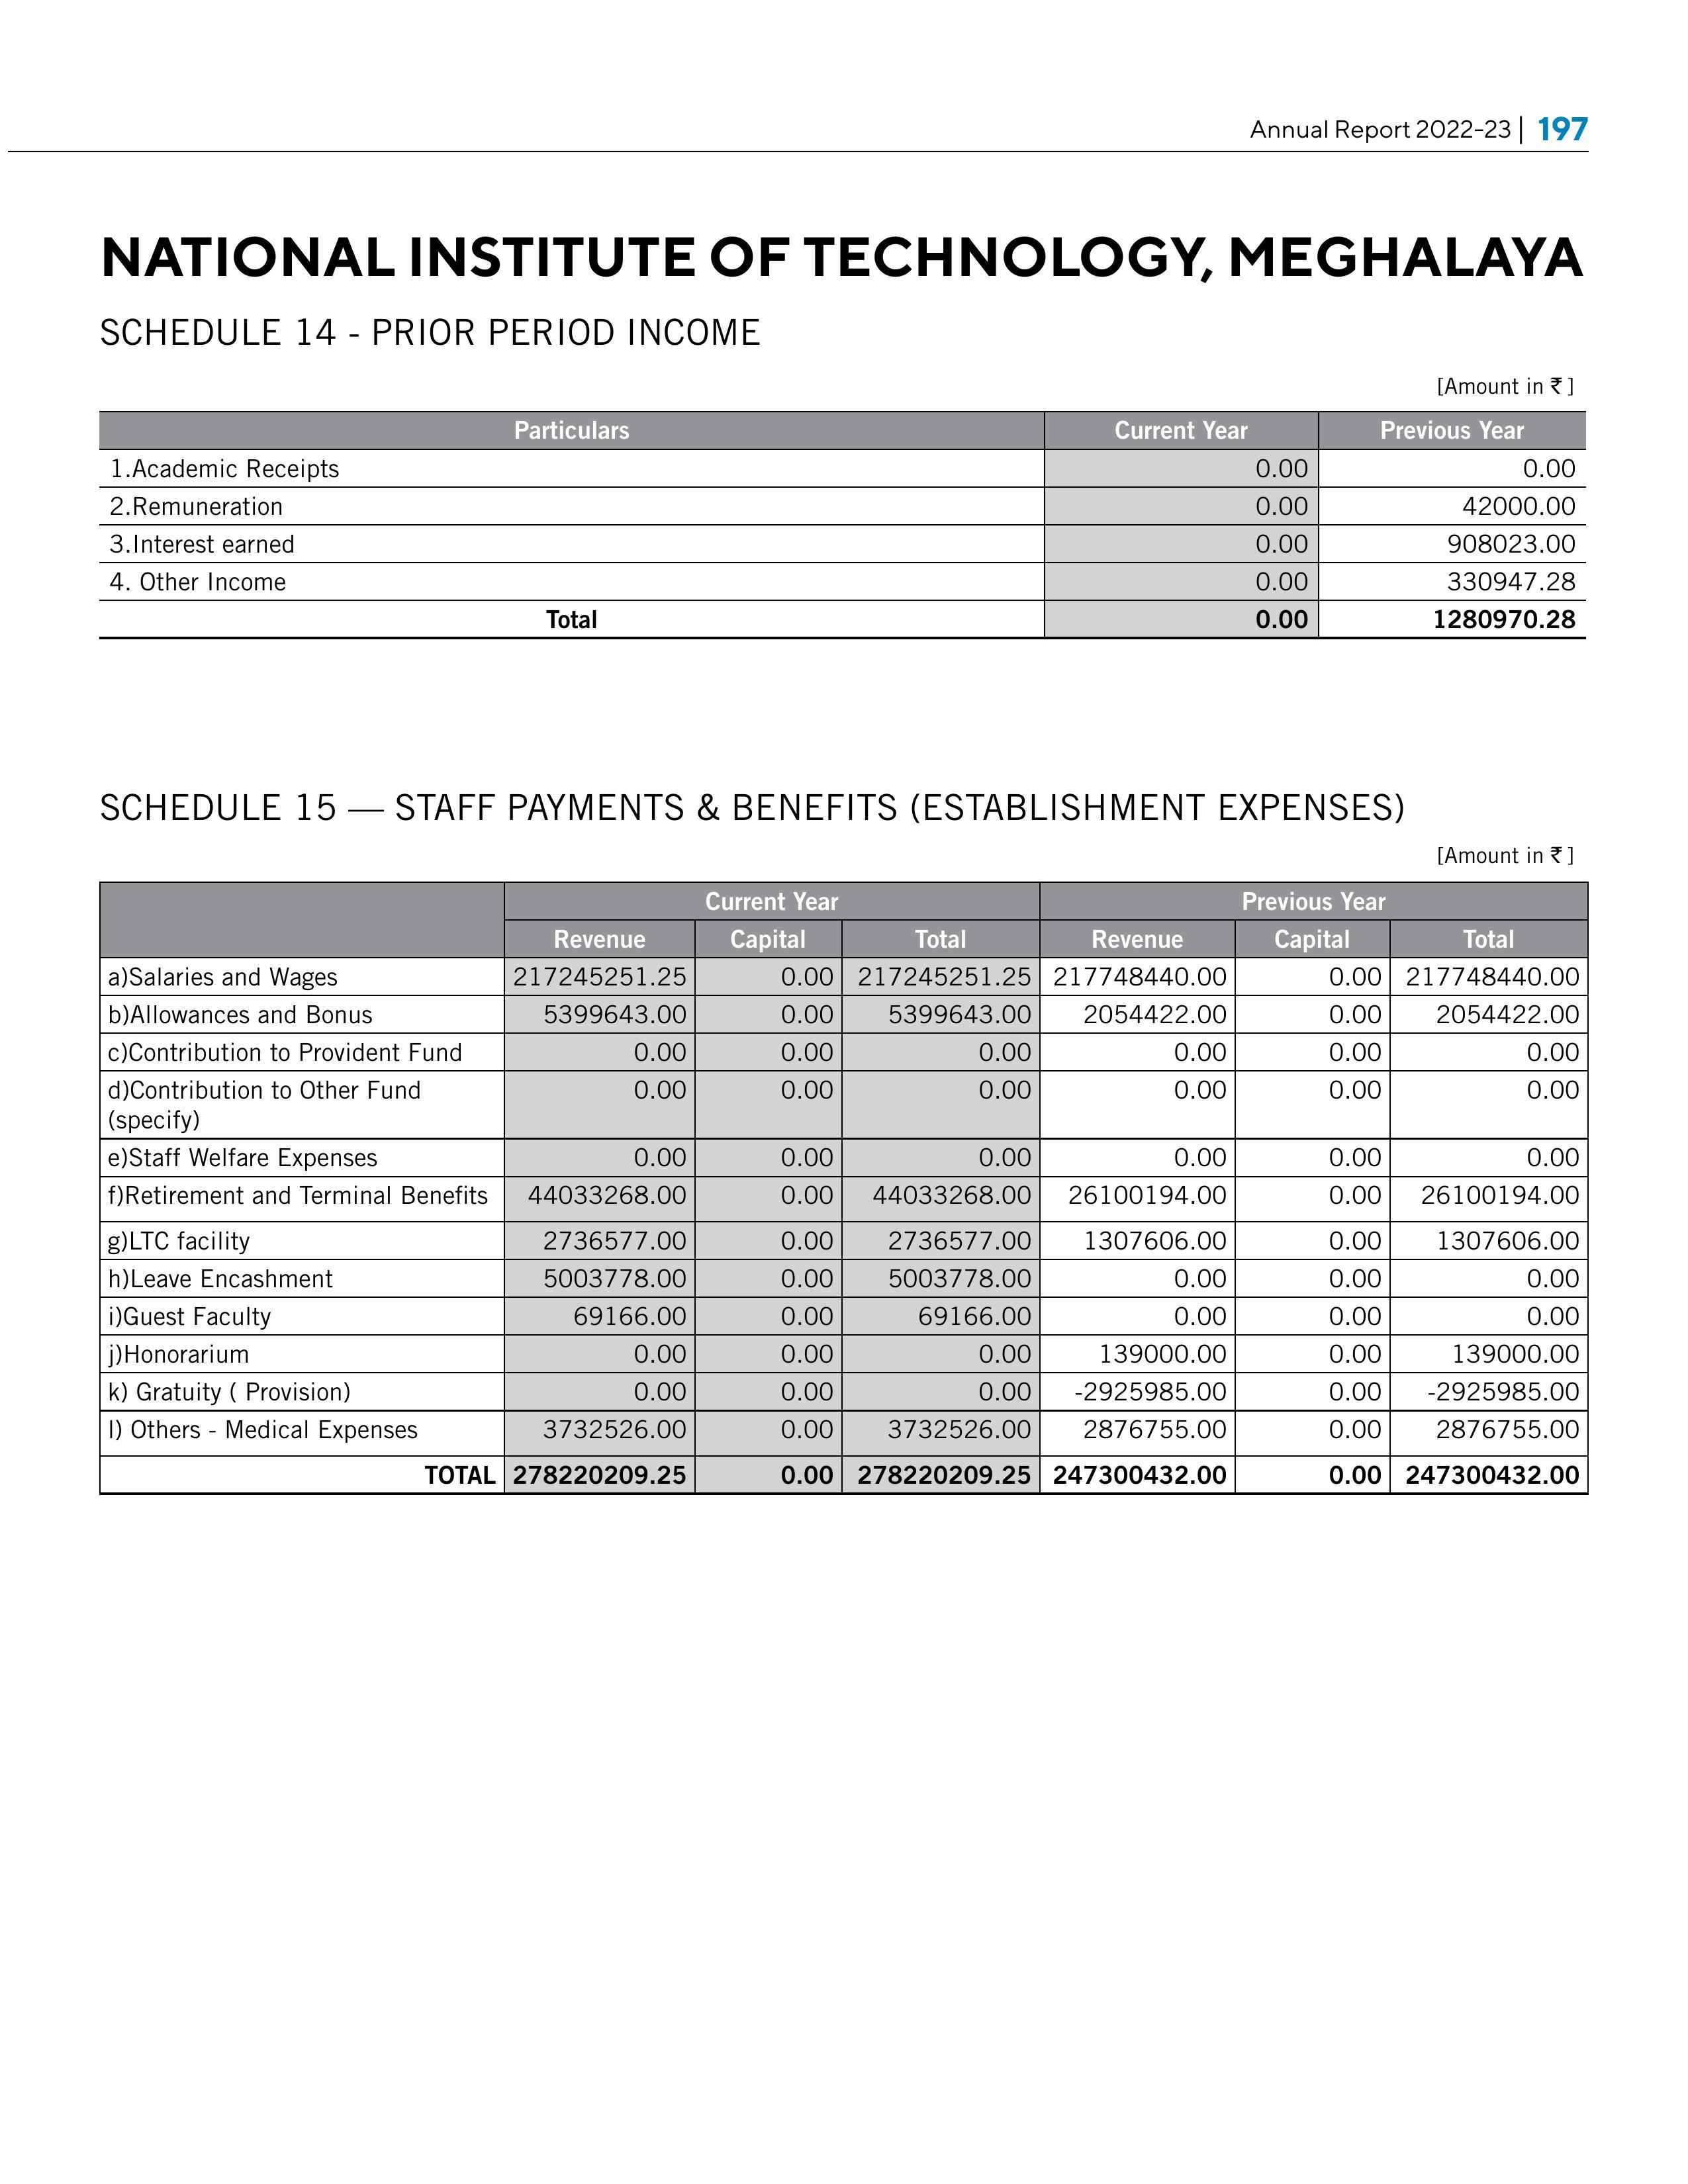 Annual Report 2022-23 | 197
NATIONAL INSTITUTE OF TECHNOLOGY, MEGHALAYA
SCHEDULE 14 - PRIOR PERIOD INCOME
[Amount in ₹ ]
Particulars Current Year Previous Year
1.Academic Receipts 0.00 0.00
2.Remuneration 0.00 42000.00
3.Interest earned 0.00 908023.00
4. Other Income 0.00 330947.28
Total 0.00 1280970.28
SCHEDULE 15 — STAFF PAYMENTS & BENEFITS (ESTABLISHMENT EXPENSES)
[Amount in ₹ ]
Current Year Previous Year
Revenue Capital Total Revenue Capital Total
a)Salaries and Wages 217245251.25 0.00 217245251.25 217748440.00 0.00 217748440.00
b)Allowances and Bonus 5399643.00 0.00 5399643.00 2054422.00 0.00 2054422.00
c)Contribution to Provident Fund 0.00 0.00 0.00 0.00 0.00 0.00
d)Contribution to Other Fund 0.00 0.00 0.00 0.00 0.00 0.00
(specify)
e)Staff Welfare Expenses 0.00 0.00 0.00 0.00 0.00 0.00
f)Retirement and Terminal Benefits 44033268.00 0.00 44033268.00 26100194.00 0.00 26100194.00
g)LTC facility 2736577.00 0.00 2736577.00 1307606.00 0.00 1307606.00
h)Leave Encashment 5003778.00 0.00 5003778.00 0.00 0.00 0.00
i)Guest Faculty 69166.00 0.00 69166.00 0.00 0.00 0.00
j)Honorarium 0.00 0.00 0.00 139000.00 0.00 139000.00
k) Gratuity ( Provision) 0.00 0.00 0.00 -2925985.00 0.00 -2925985.00
l) Others - Medical Expenses 3732526.00 0.00 3732526.00 2876755.00 0.00 2876755.00
TOTAL 278220209.25 0.00 278220209.25 247300432.00 0.00 247300432.00